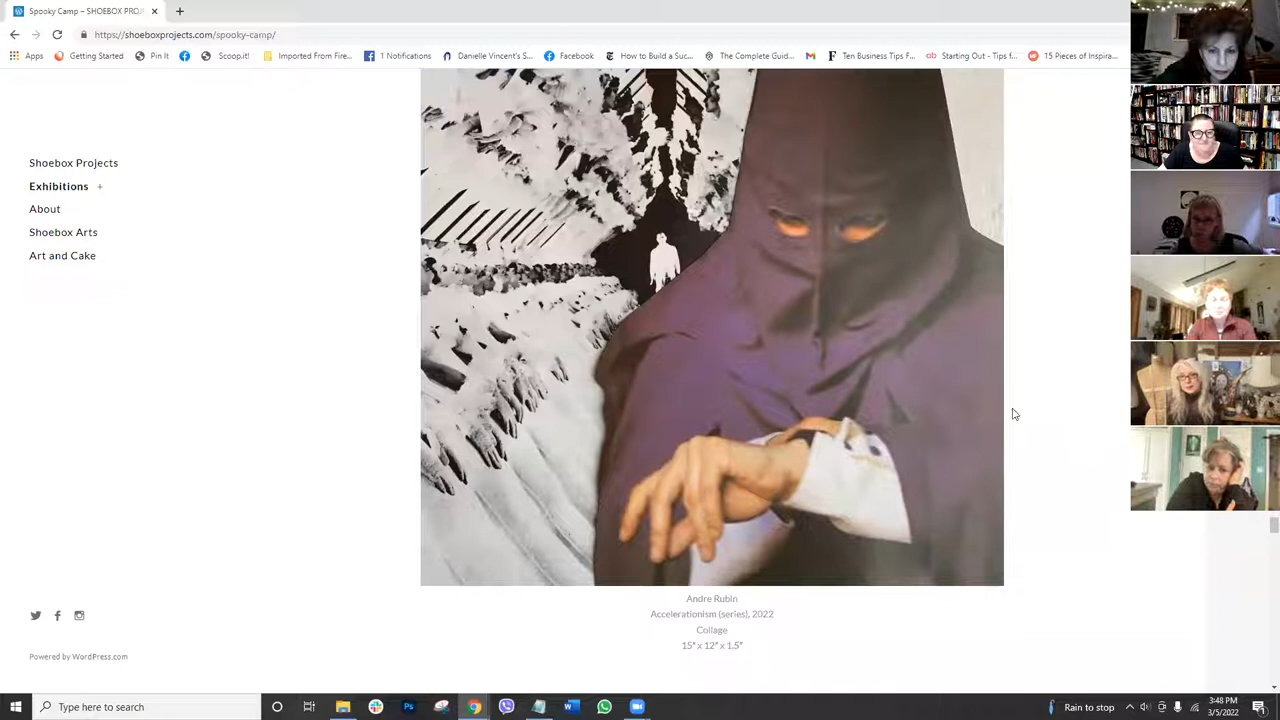 Spooky Camp – SHOEBOX PROJ
https://shoeboxprojects.com/spooky-camp/
Apps
Getting Started
Pin It
Scoop.it!
Imported From Fire...
1 Notifications
Danielle Vincent's S...
Facebook
How to Build a Suc...
The Complete Guid...
Ten Business Tips F...
Starting Out - Tips f...
15 Pieces of Inspira...
Shoebox Projects
Exhibitions +
About
Shoebox Arts
Art and Cake
Andre Rubin
Accelerationism (series), 2022
Collage
15" x 12" x 1.5"
Powered by WordPress.com
Type here to search
Rain to stop
3:48 PM
3/5/2022